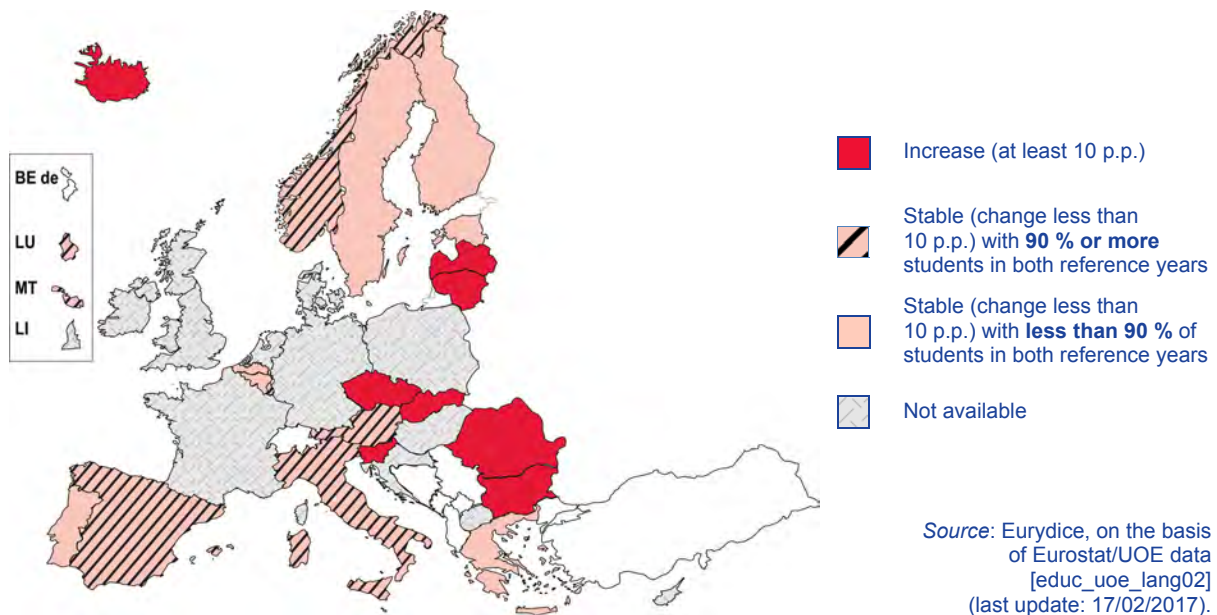 BE de
LU
MT
LI
Increase (at least 10 p.p.)
Stable (change less than
10 p.p.) with 90 % or more
students in both reference years
Stable (change less than
10 p.p.) with less than 90 % of
students in both reference years
Not available
Source: Eurydice, on the basis
of Eurostat/UOE data
[educ_uoe_lang02]
(last update: 17/02/2017).